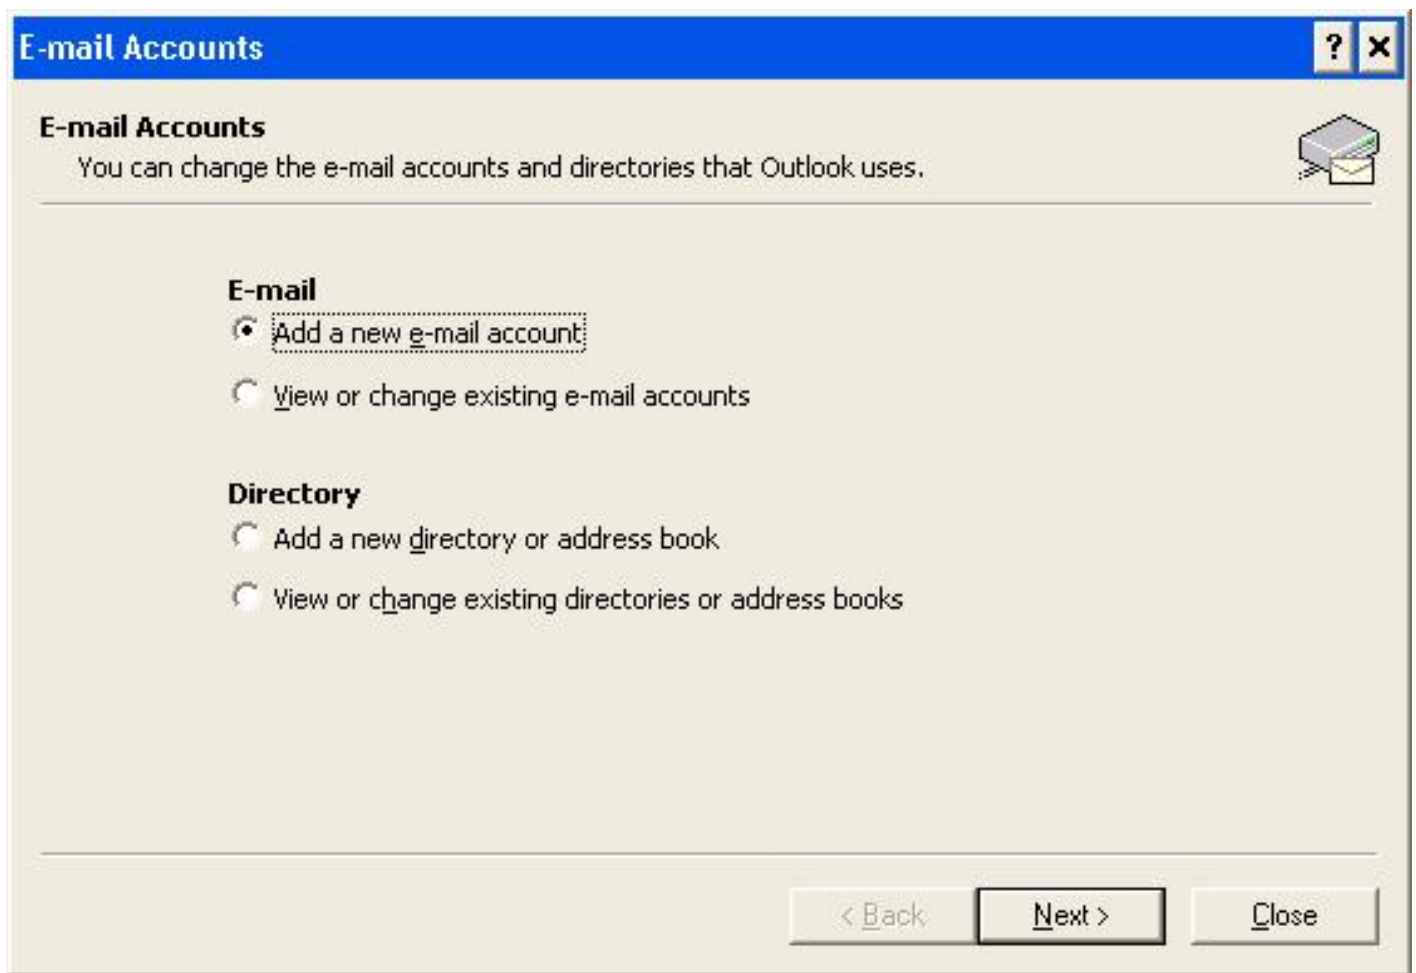 E-mail Accounts
E-mail Accounts
You can change the e-mail accounts and directories that Outlook uses.
E-mail
Add a new e-mail account
View or change existing e-mail accounts
Directory
Add a new directory or address book
View or change existing directories or address books
< Back Next > Close